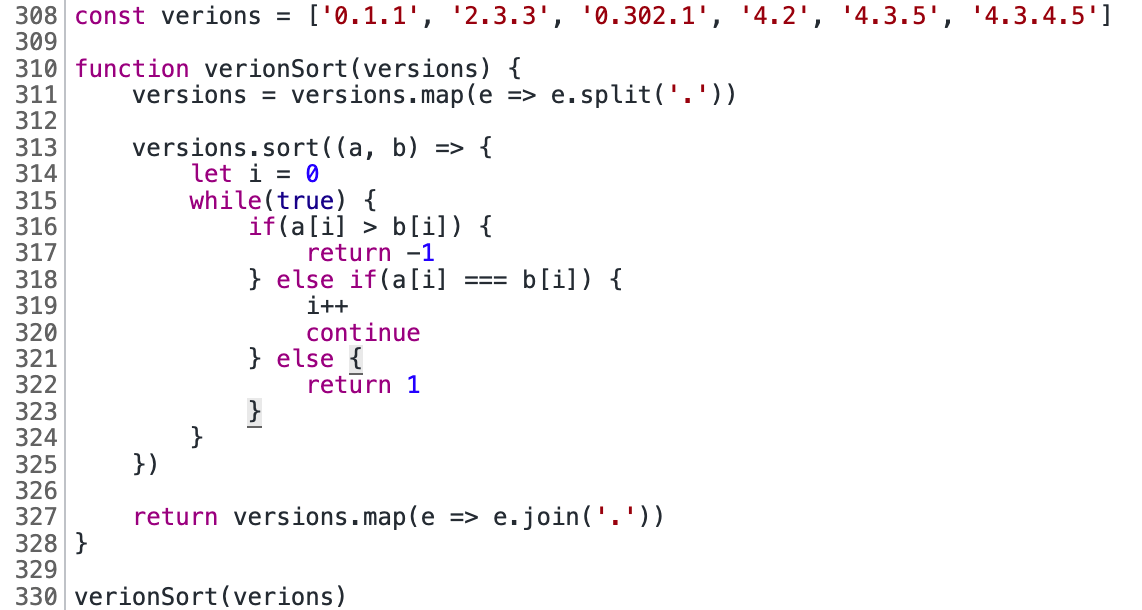 308 const verions = ['0.1.1', '2.3.3', '0.302.1', '4.2', '4.3.5', '4.3.4.5']
309
310 function verionSort(versions) {
311     versions = versions.map(e => e.split('.'))
312
313     versions.sort((a, b) => {
314         let i = 0
315         while(true) {
316             if(a[i] > b[i]) {
317                 return -1
318             } else if(a[i] === b[i]) {
319                 i++
320                 continue
321             } else {
322                 return 1
323             }
324         }
325     })
326
327     return versions.map(e => e.join('.'))
328 }
329
330 verionSort(verions)